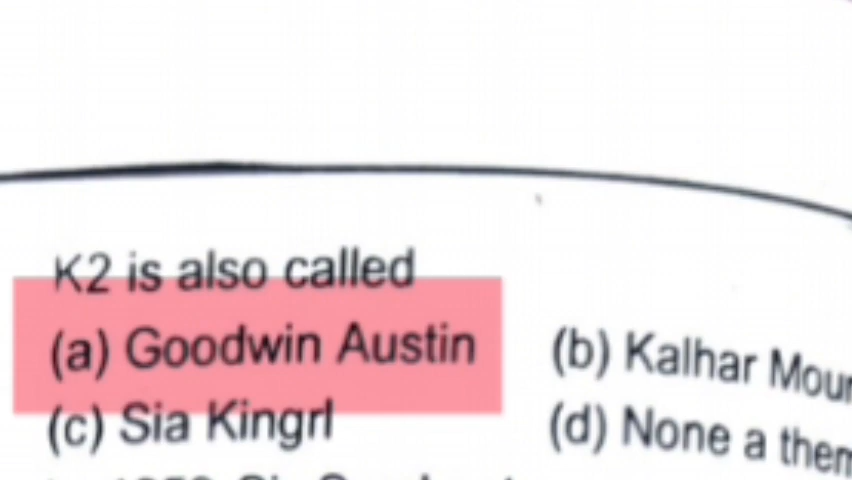 K2 is also called
(a) Goodwin Austin (b) Kalhar Mour
(c) Sia Kingrl (d) None a them